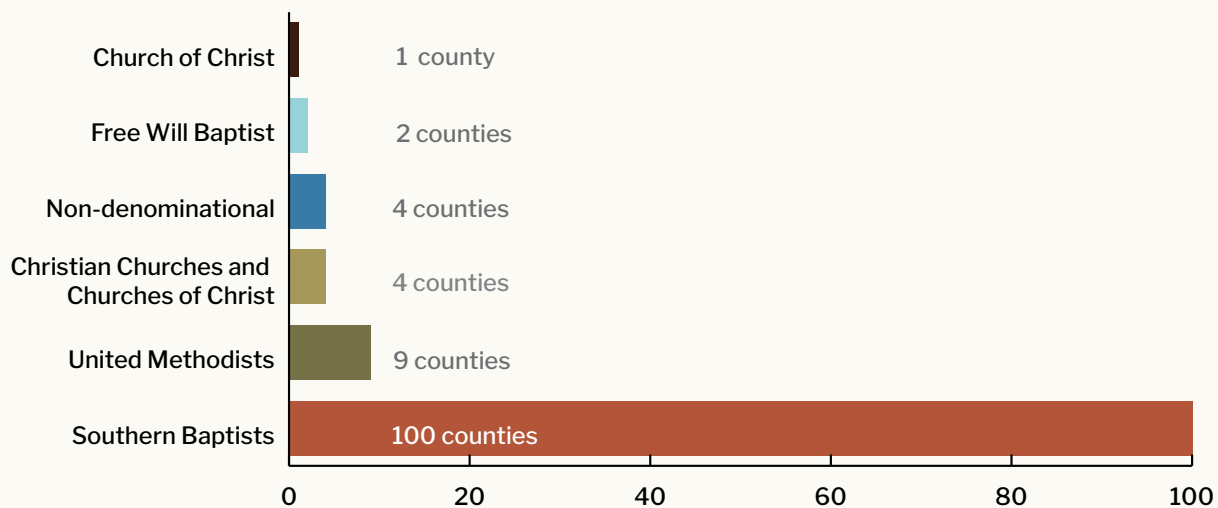 Church of Christ 1 county
Free Will Baptist 2 counties
Non-denominational 4 counties
Christian Churches and
Churches of Christ 4 counties
United Methodists 9 counties
Southern Baptists 100 counties
0 20 40 60 80 100